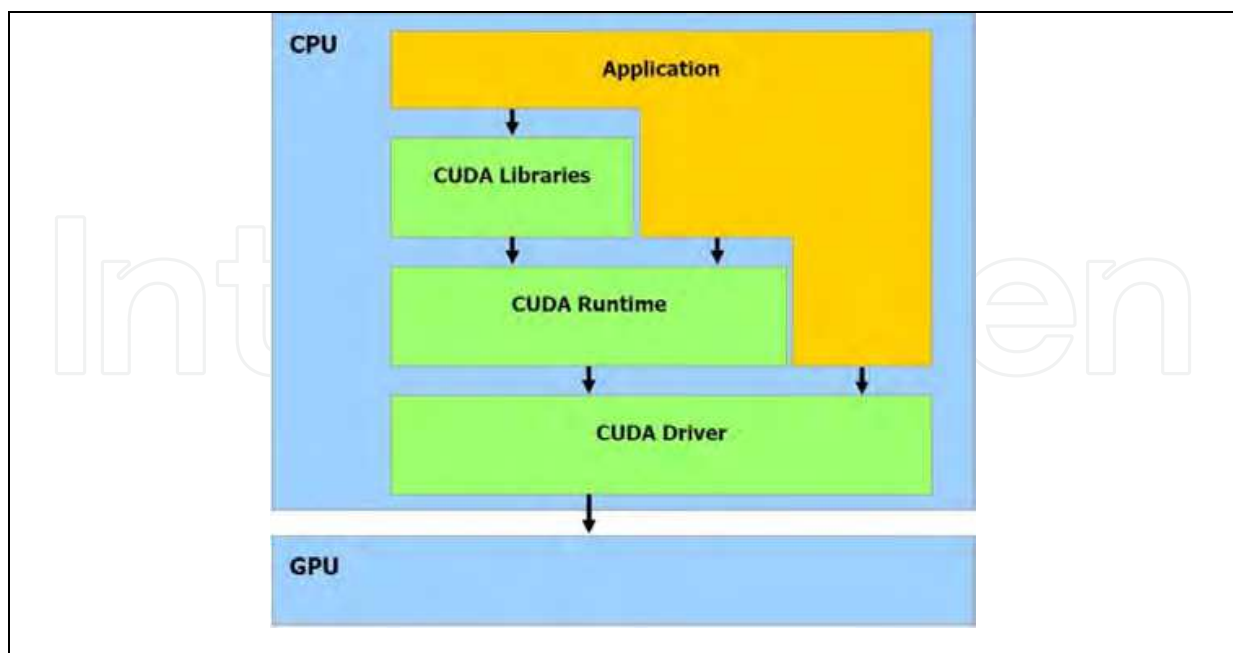 CPU
Application
CUDA Libraries
CUDA Runtime
CUDA Driver
GPU